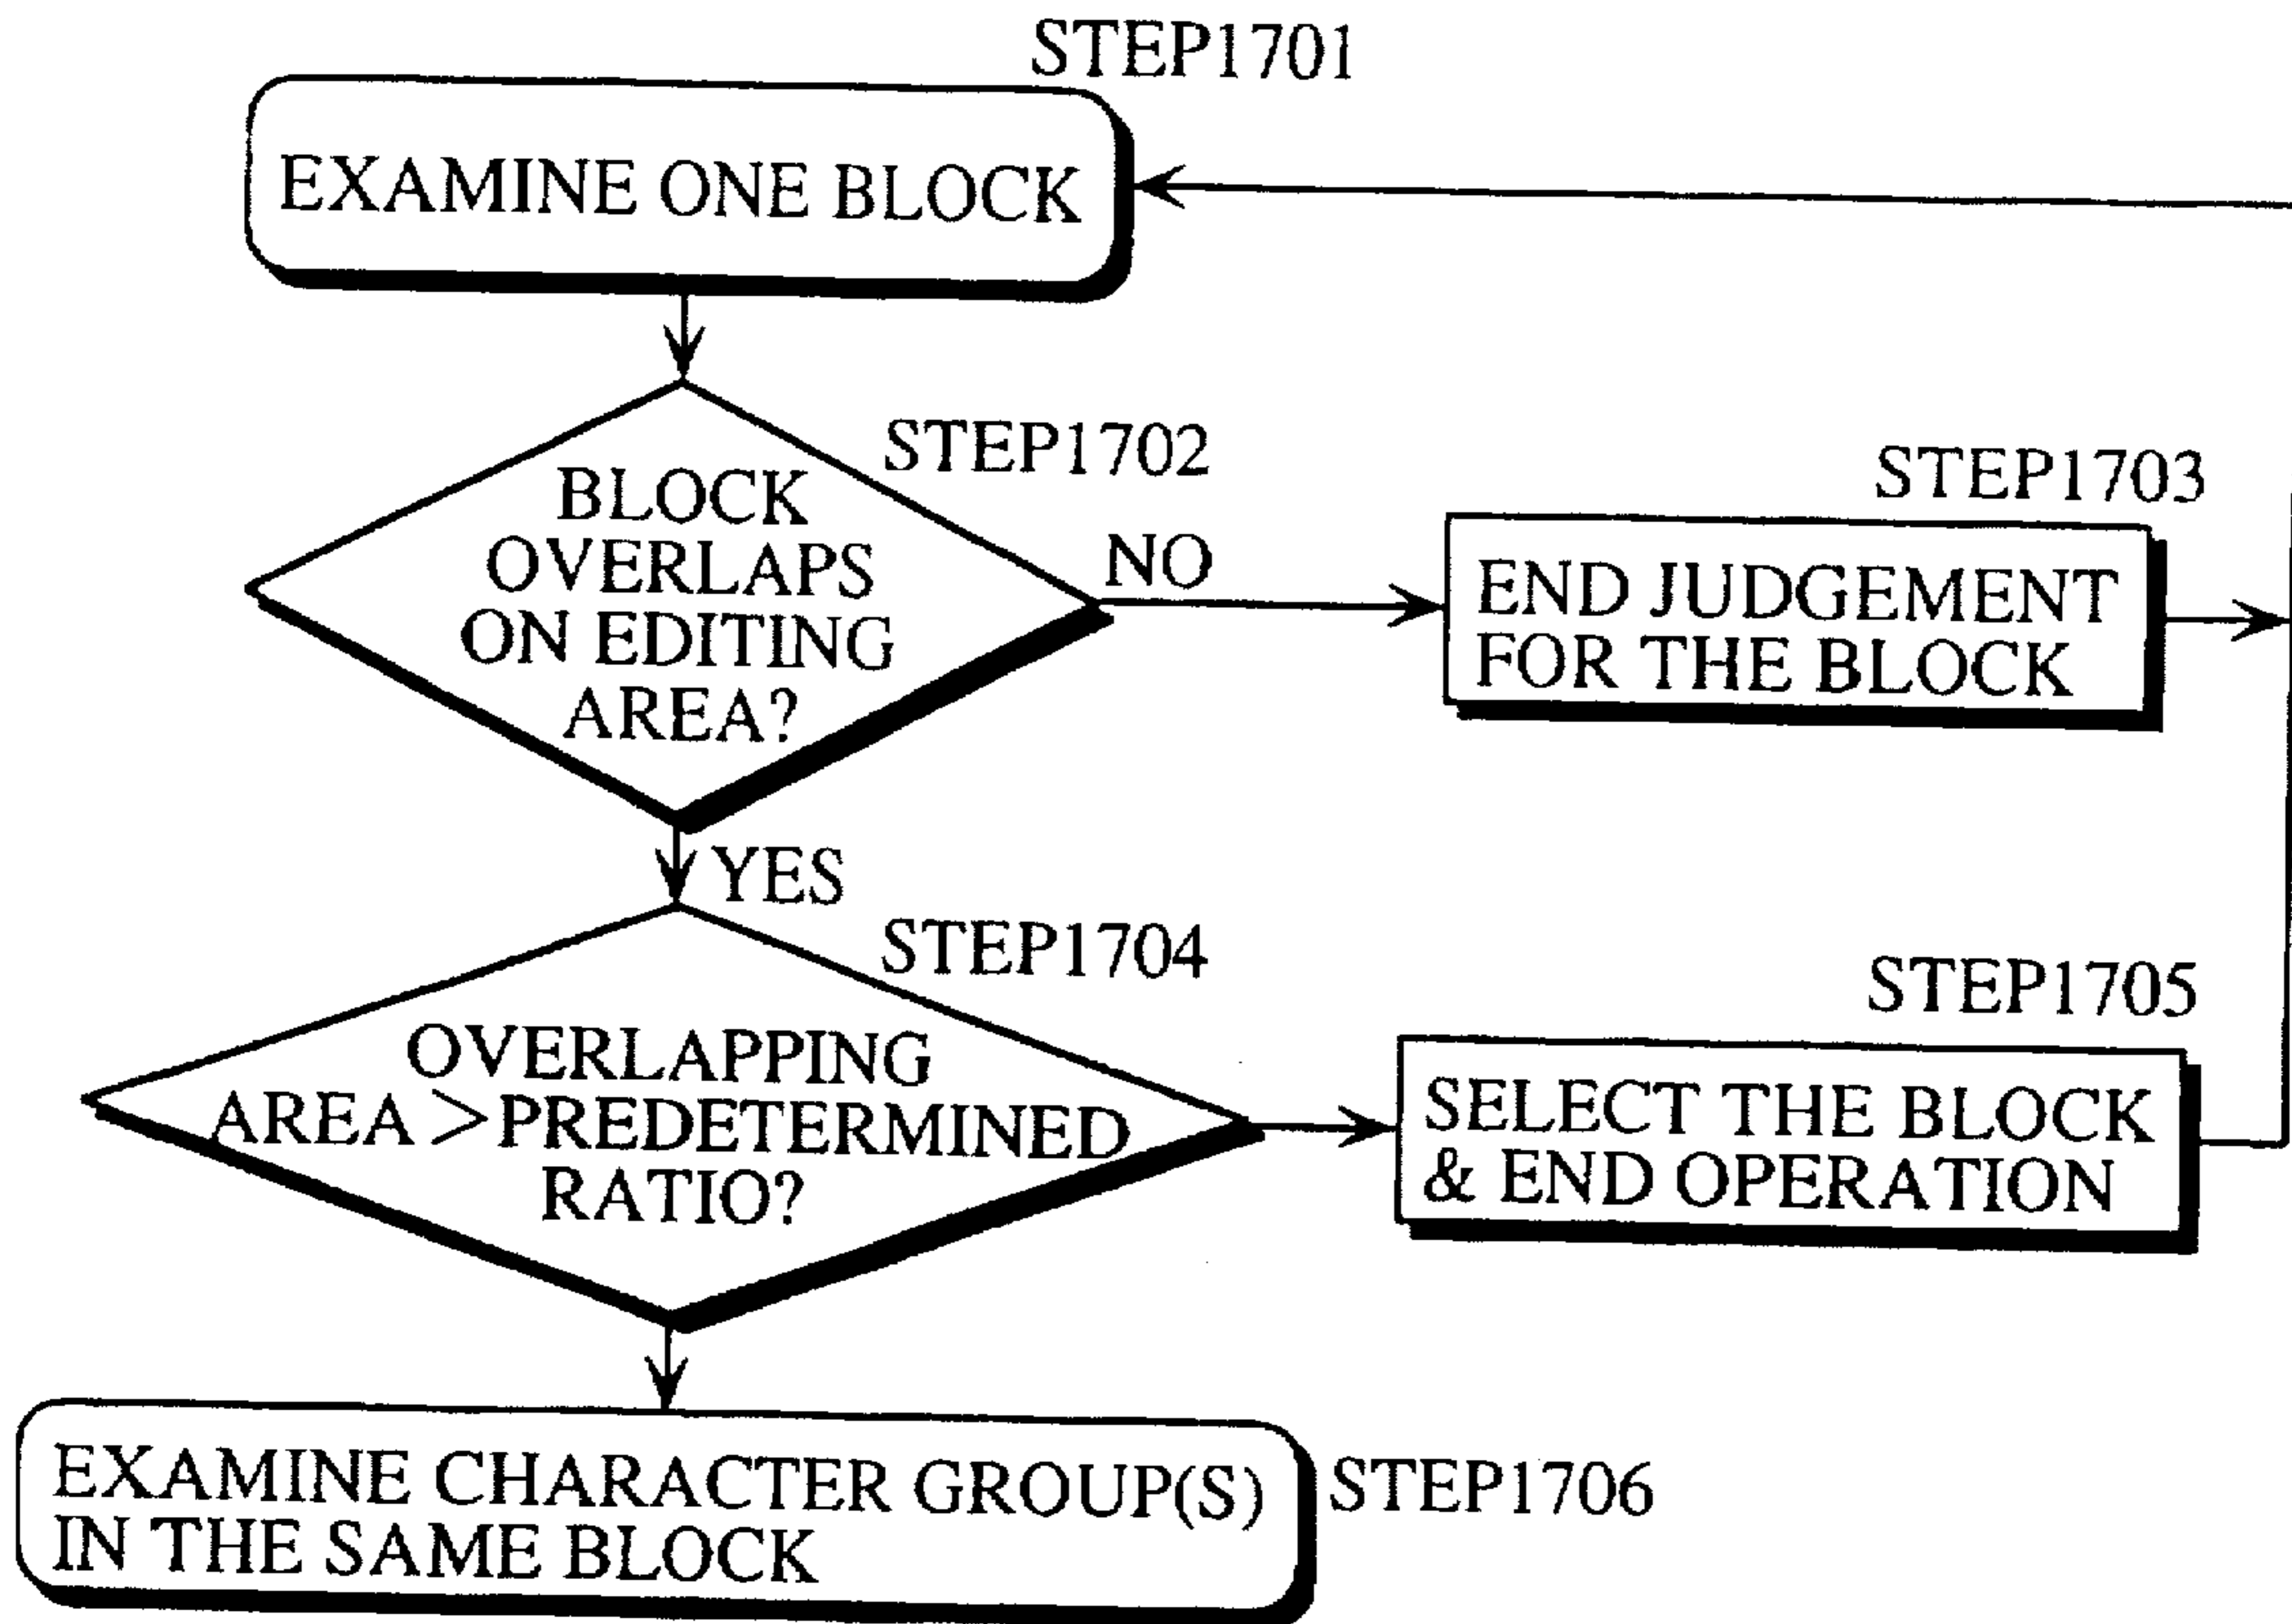 STEP1701
EXAMINE ONE BLOCK
STEP1702
BLOCK
OVERLAPS
ON EDITING
AREA?
NO
STEP1703
END JUDGEMENT
FOR THE BLOCK
YES
STEP1704
OVERLAPPING
AREA >PREDETERMINED
RATIO?
STEP1705
SELECT THE BLOCK
& END OPERATION
EXAMINE CHARACTER GROUP(S)
IN THE SAME BLOCK
STEP1706